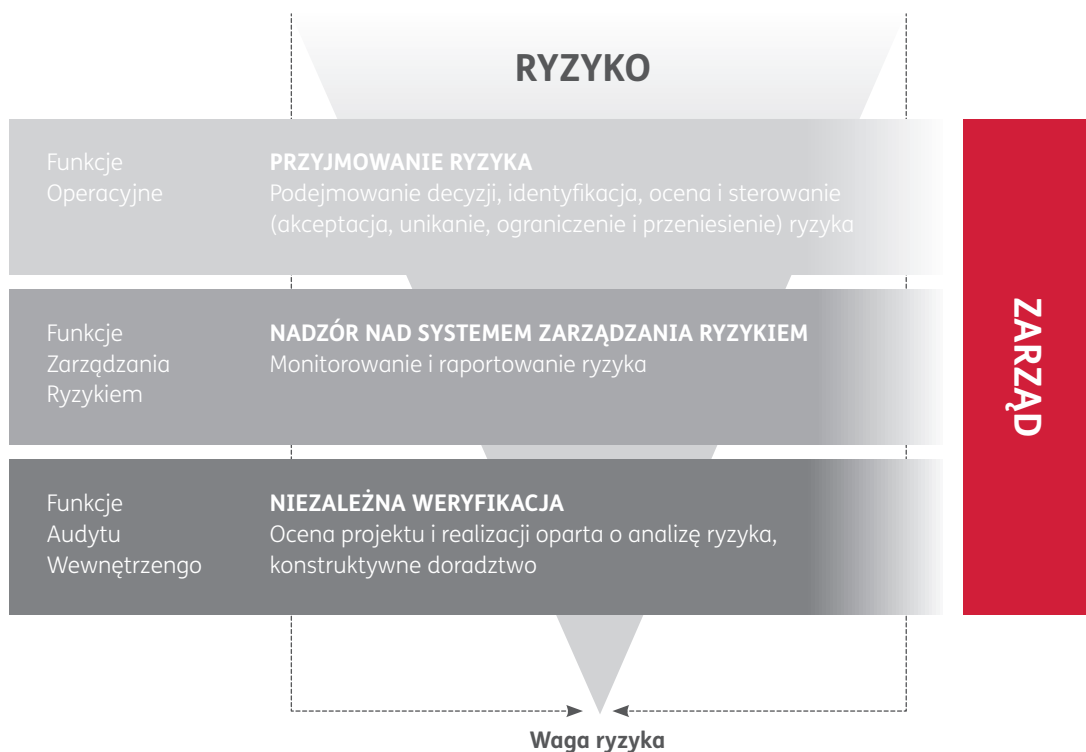 RYZYKO
Funkcje
Operacyjne
PRZYJMOWANIE RYZYKA
Podejmowanie decyzji, identyfikacja, ocena i sterowanie
(akceptacja, unikanie, ograniczenie i przeniesienie) ryzyka
Funkcje
Zarządzania
Ryzykiem
NADZÓR NAD SYSTEMEM ZARZĄDZANIA RYZYKIEM
Monitorowanie i raportowanie ryzyka
Funkcje
Audytu
Wewnętrzengo
NIEZALEŻNA WERYFIKACJA
Ocena projektu i realizacji oparta o analizę ryzyka,
konstruktywne doradztwo
ZARZĄD
Waga ryzyka